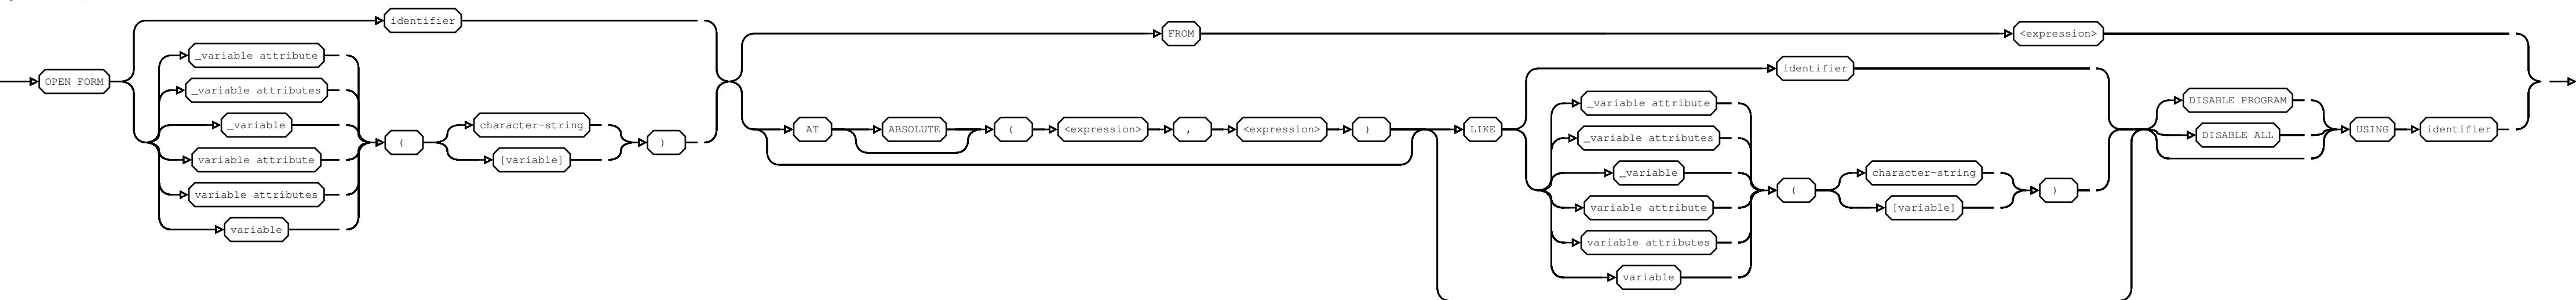 OPEN FORM
identifier
_variable attribute
_variable attributes
_variable
variable attribute
variable attributes
variable
(
character-string
[variable]
)
FROM
<expression>
AT
ABSOLUTE
(
<expression>
,
<expression>
)
LIKE
identifier
_variable attribute
_variable attributes
_variable
variable attribute
variable attributes
variable
(
character-string
[variable]
)
DISABLE PROGRAM
DISABLE ALL
USING
identifier